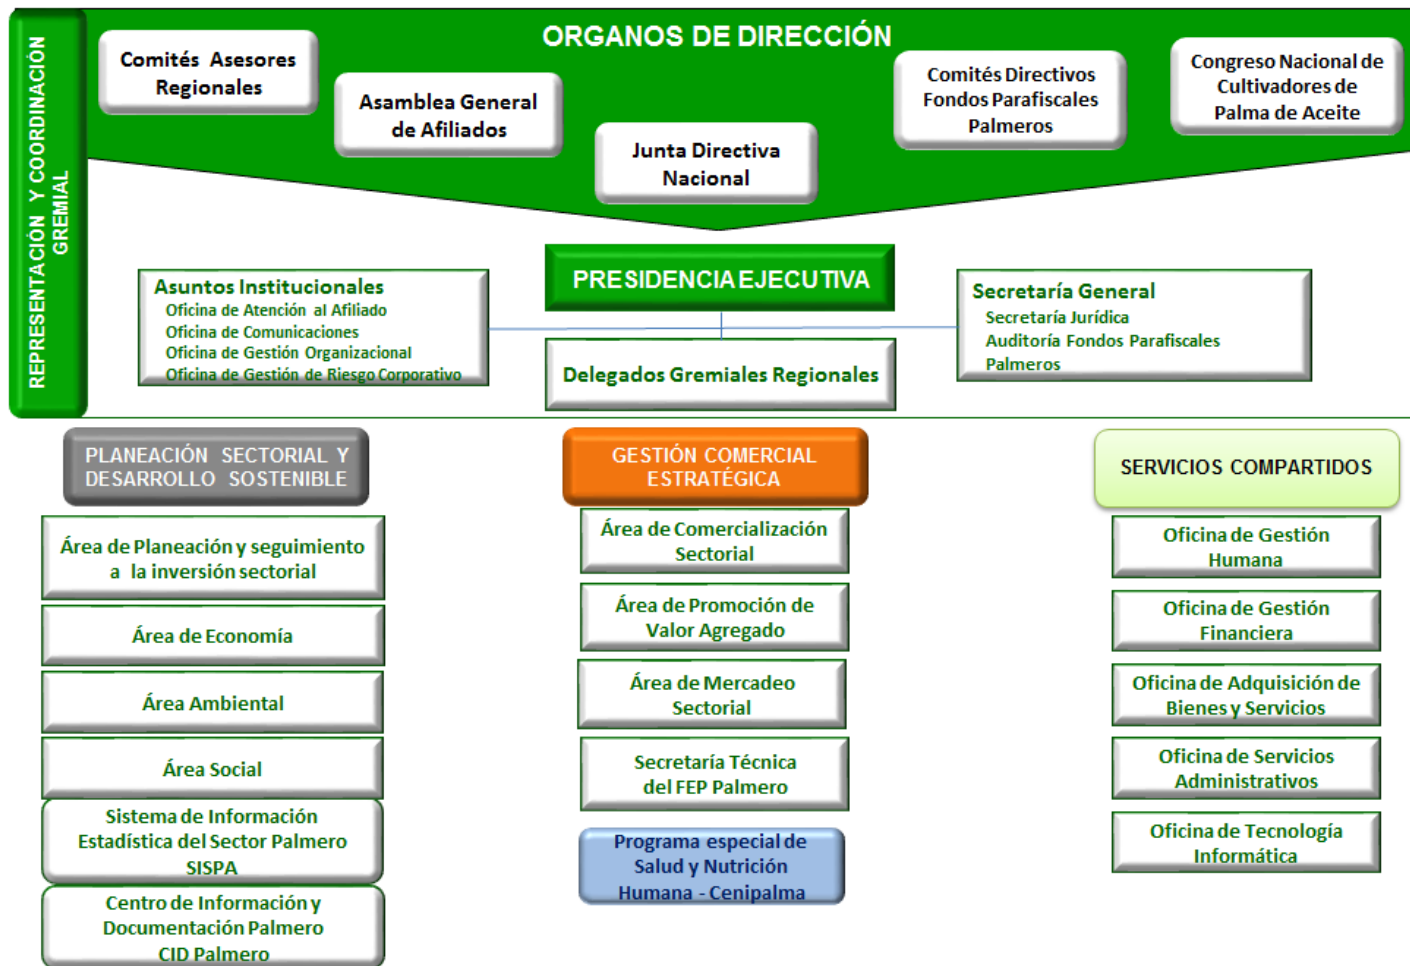 REPRESENTACIÓN Y COORDINACIÓN
GREMIAL
ORGANOS DE DIRECCIÓN
Comités Asesores
Regionales
Asamblea General
de Afiliados
Junta Directiva
Nacional
Comités Directivos
Fondos Parafiscales
Palmeros
Congreso Nacional de
Cultivadores de
Palma de Aceite
PRESIDENCIA EJECUTIVA
Asuntos Institucionales
Oficina de Atención al Afiliado
Oficina de Comunicaciones
Oficina de Gestión Organizacional
Oficina de Gestión de Riesgo Corporativo
Secretaría General
Secretaría Jurídica
Auditoría Fondos Parafiscales
Palmeros
Delegados Gremiales Regionales
PLANEACIÓN SECTORIAL Y
DESARROLLO SOSTENIBLE
Área de Planeación y seguimiento
a la inversión sectorial
Área de Economía
Área Ambiental
Área Social
Sistema de Información
Estadística del Sector Palmero
SISPA
Centro de Información y
Documentación Palmero
CID Palmero
GESTIÓN COMERCIAL
ESTRATÉGICA
Área de Comercialización
Sectorial
Área de Promoción de
Valor Agregado
Área de Mercadeo
Sectorial
Secretaría Técnica
del FEP Palmero
Programa especial de
Salud y Nutrición
Humana - Cenipalma
SERVICIOS COMPARTIDOS
Oficina de Gestión
Humana
Oficina de Gestión
Financiera
Oficina de Adquisición de
Bienes y Servicios
Oficina de Servicios
Administrativos
Oficina de Tecnología
Informática